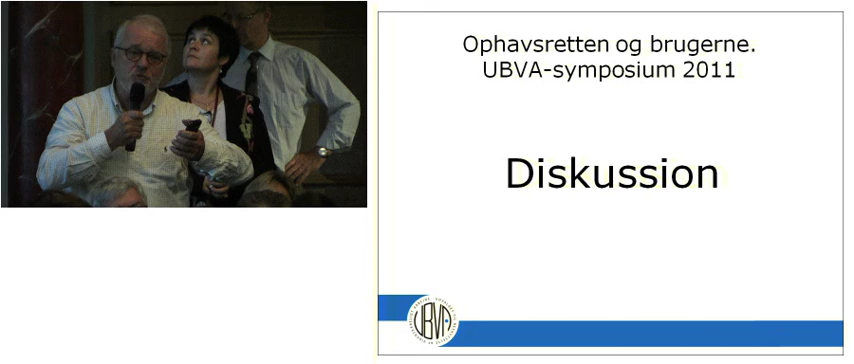 Ophavsretten og brugerne.
UBVA-symposium 2011
Diskussion
UBVA